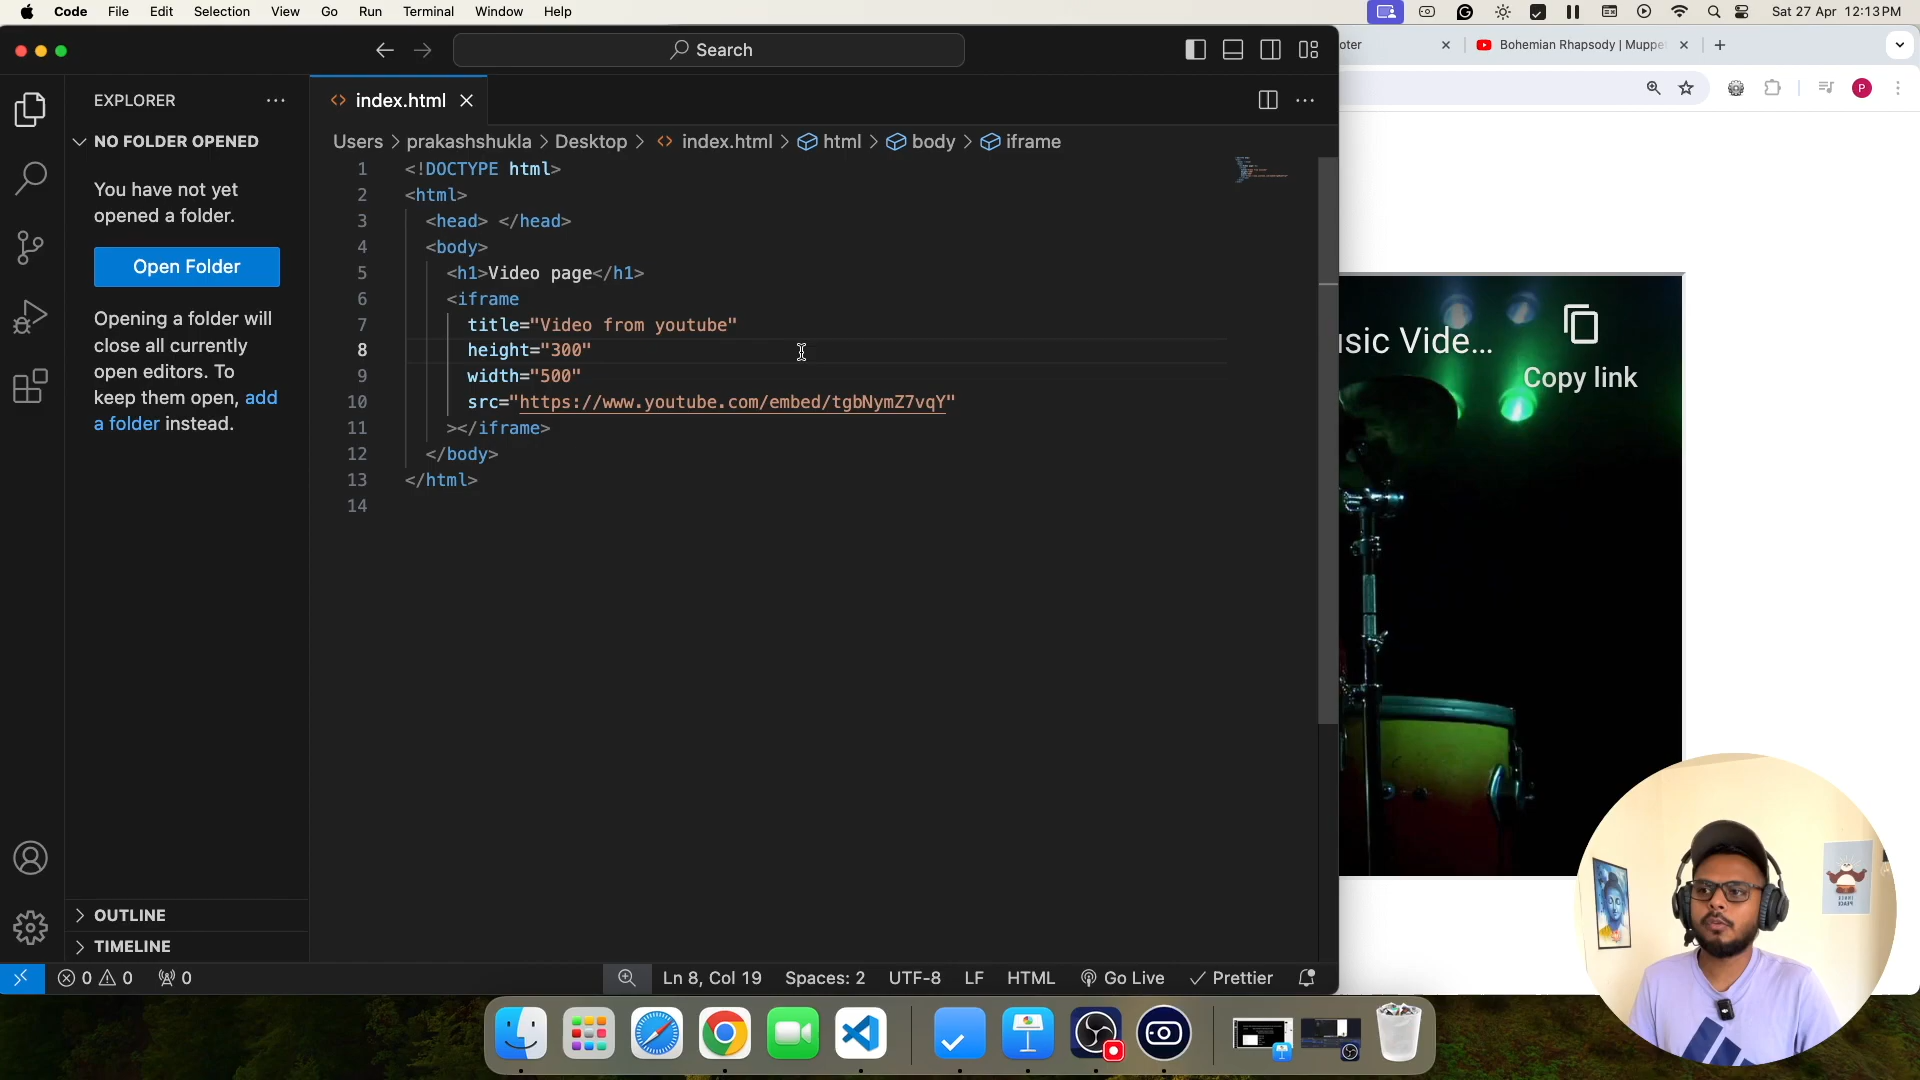 Code File Edit Selection View Go Run Terminal Window Help
Sat 27 Apr 12:13 PM
Search
oter
Bohemian Rhapsody | Muppe
P
EXPLORER
index.html
NO FOLDER OPENED
You have not yet
opened a folder.
Open Folder
Opening a folder will
close all currently
open editors. To
keep them open, add
a folder instead.
OUTLINE
TIMELINE
Users > prakashshukla > Desktop > index.html > html > body > iframe
1 <!DOCTYPE html>
2 <html>
3 <head> </head>
4 <body>
5 <h1>Video page</h1>
6 <iframe
7 title="Video from youtube"
8 height="300"
9 width="500"
10 src="https://www.youtube.com/embed/tgbNymZ7vqY"
11 ></iframe>
12 </body>
13 </html>
14
usic Vide...
Copy link
0 0 0
Ln 8, Col 19 Spaces: 2 UTF-8 LF HTML Go Live Prettier